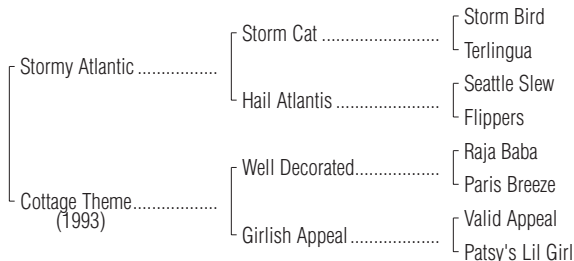 Storm Bird
Storm Cat ........................
Terlingua
Stormy Atlantic ................
Seattle Slew
Hail Atlantis .....................
Flippers
Raja Baba
Well Decorated.................
Paris Breeze
Cottage Theme.................
(1993)
Valid Appeal
Girlish Appeal ...................
Patsy's Lil Girl